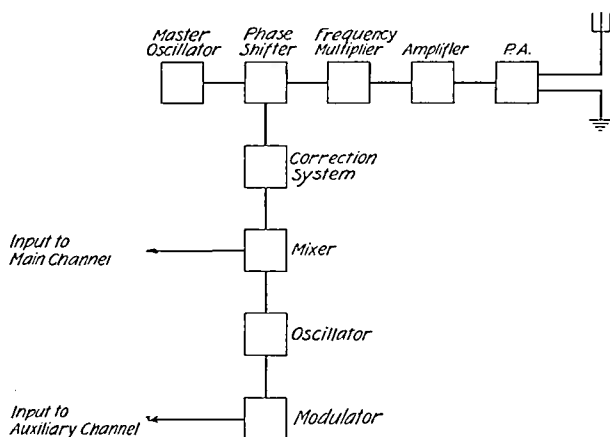 Master
Oscillator
Phase
Shifter
Frequency
Multiplier
Amplifier
P.A.
Correction
System
Input to
Main Channel
Mixer
Oscillator
Input to
Auxiliary Channel
Modulator